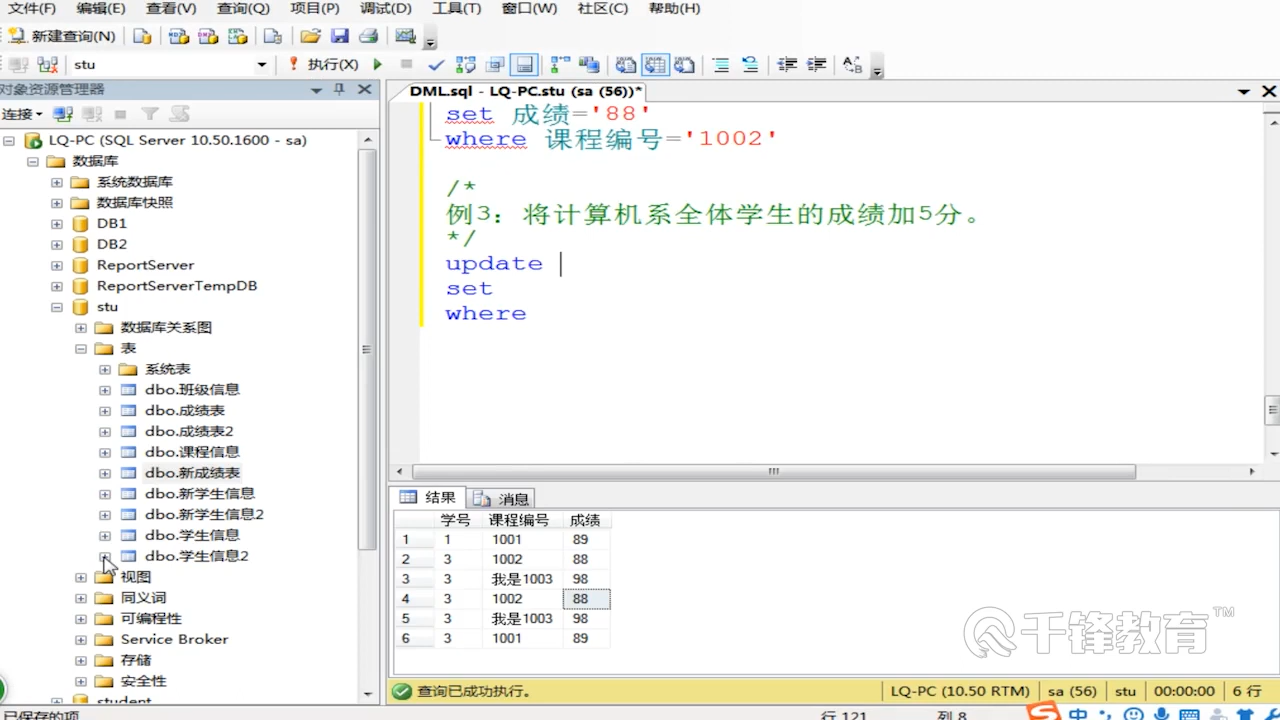 文件(F) 编辑(E) 查看(V) 查询(Q) 项目(P) 调试(D) 工具(T) 窗口(W) 社区(C) 帮助(H)
新建查询(N)
stu 执行(X)
对象资源管理器
连接
LQ-PC (SQL Server 10.50.1600 - sa)
数据库
系统数据库
数据库快照
DB1
DB2
ReportServer
ReportServerTempDB
stu
数据库关系图
表
系统表
dbo.班级信息
dbo.成绩表
dbo.成绩表2
dbo.课程信息
dbo.新成绩表
dbo.新学生信息
dbo.新学生信息2
dbo.学生信息
dbo.学生信息2
视图
同义词
可编程性
Service Broker
存储
安全性
student
DML.sql - LQ-PC.stu (sa (56))*
set 成绩='88'
where 课程编号='1002'
/*
例3：将计算机系全体学生的成绩加5分。
*/
update
set
where
结果 消息
学号 课程编号 成绩
1 1 1001 89
2 3 1002 88
3 3 我是1003 98
4 3 1002 88
5 3 我是1003 98
6 3 1001 89
千锋教育™
查询已成功执行。 LQ-PC (10.50 RTM) sa (56) stu 00:00:00 6 行
已保存的项 行 121 列 8 中